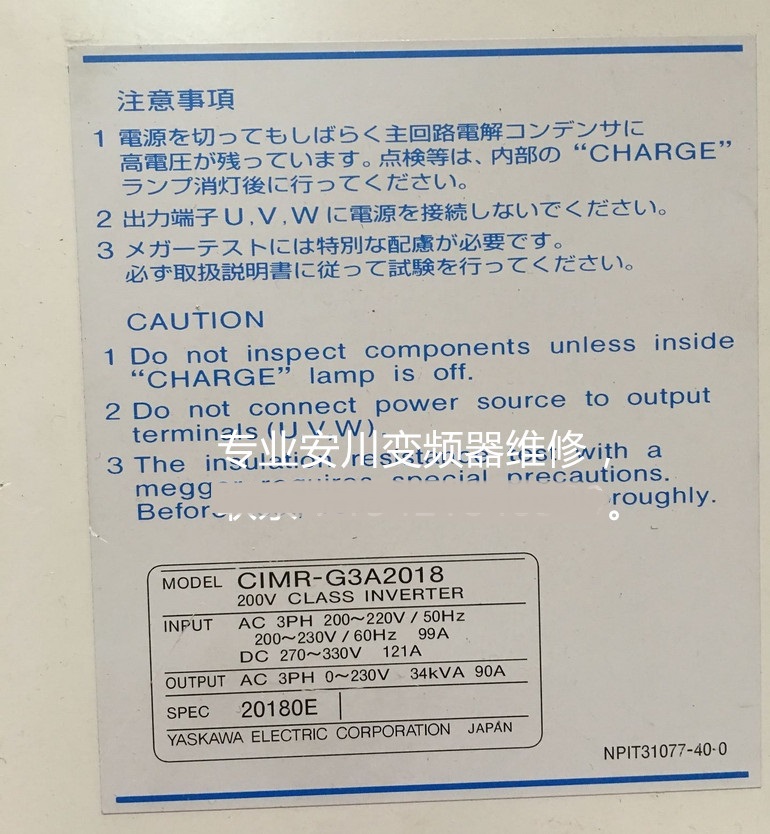 注意事項
1 電源を切ってもしばらく主回路電解コンデンサに
高電圧が残っています。点検等は、内部の “CHARGE”
ランプ消灯後に行ってください。
2 出力端子 U, V, W に電源を接続しないでください。
3 メガーテストには特別な配慮が必要です。
必ず取扱説明書に従って試験を行ってください。
CAUTION
1 Do not inspect components unless inside
“CHARGE” lamp is off.
2 Do not connect power source to output
terminals (U, V, W).
专业安川变频器维修，
3 The insulation resistance test with a
requires special precautions.
roughly.
MODEL CIMR-G3A2018
200V CLASS INVERTER
INPUT AC 3PH 200~220V / 50Hz
200~230V / 60Hz 99A
DC 270~330V 121A
OUTPUT AC 3PH 0~230V 34kVA 90A
SPEC 20180E
YASKAWA ELECTRIC CORPORATION JAPAN
NPIT31077-40-0